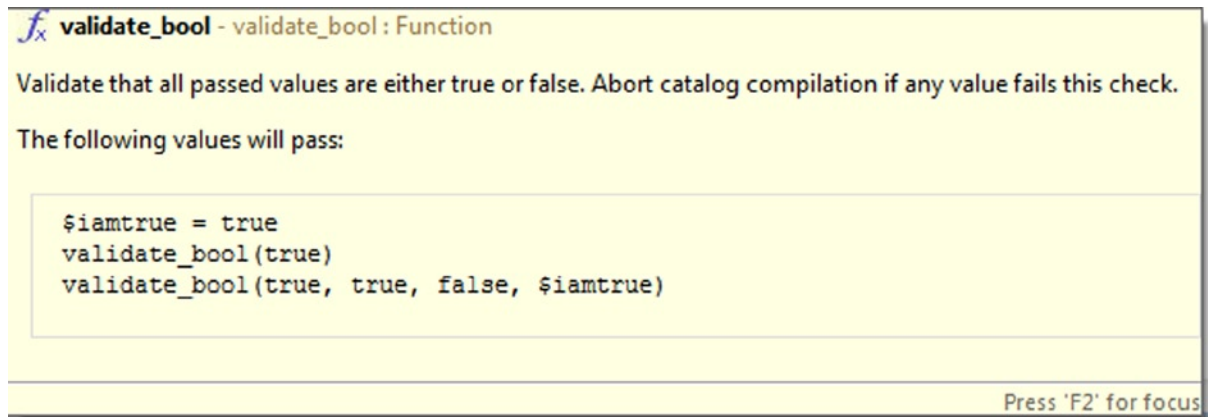 fx validate_bool - validate_bool : Function
Validate that all passed values are either true or false. Abort catalog compilation if any value fails this check.
The following values will pass:
$iamtrue = true
validate_bool(true)
validate_bool(true, true, false, $iamtrue)
Press 'F2' for focus